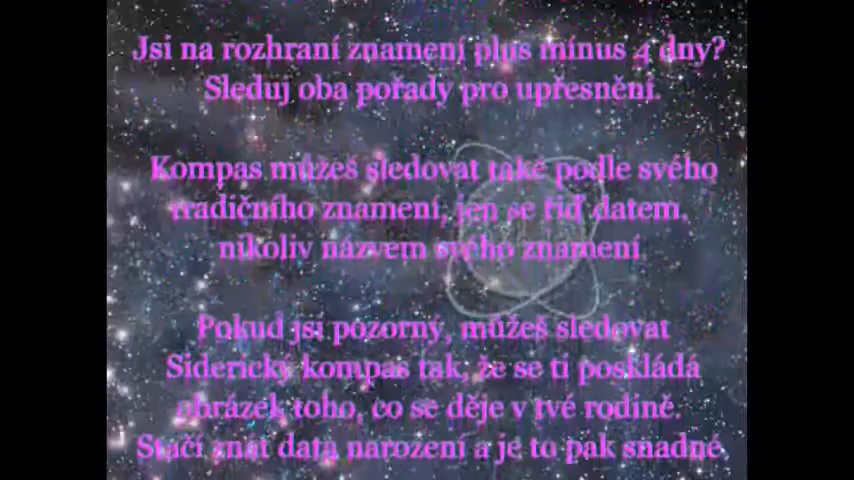 Jsi na rozhraní znamení plus mínus 4 dny?
Sleduj oba pořady pro upřesnění.
Kompas můžeš sledovat také podle svého
tradičního znamení, jen se řiď datem,
nikoliv názvem svého znamení
Pokud jsi pozorný, můžeš sledovat
Siderický kompas tak, že se ti poskládá
obrázek toho, co se děje v tvé rodině.
Stačí znát data narození a je to pak snadné.